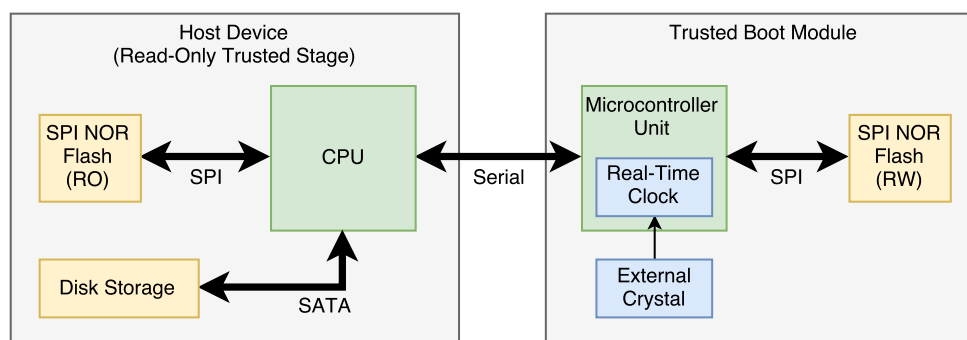 Host Device
(Read-Only Trusted Stage)
SPI NOR
Flash
(RO)
SPI
CPU
Disk Storage
SATA
Serial
Trusted Boot Module
Microcontroller
Unit
Real-Time
Clock
External
Crystal
SPI
SPI NOR
Flash
(RW)